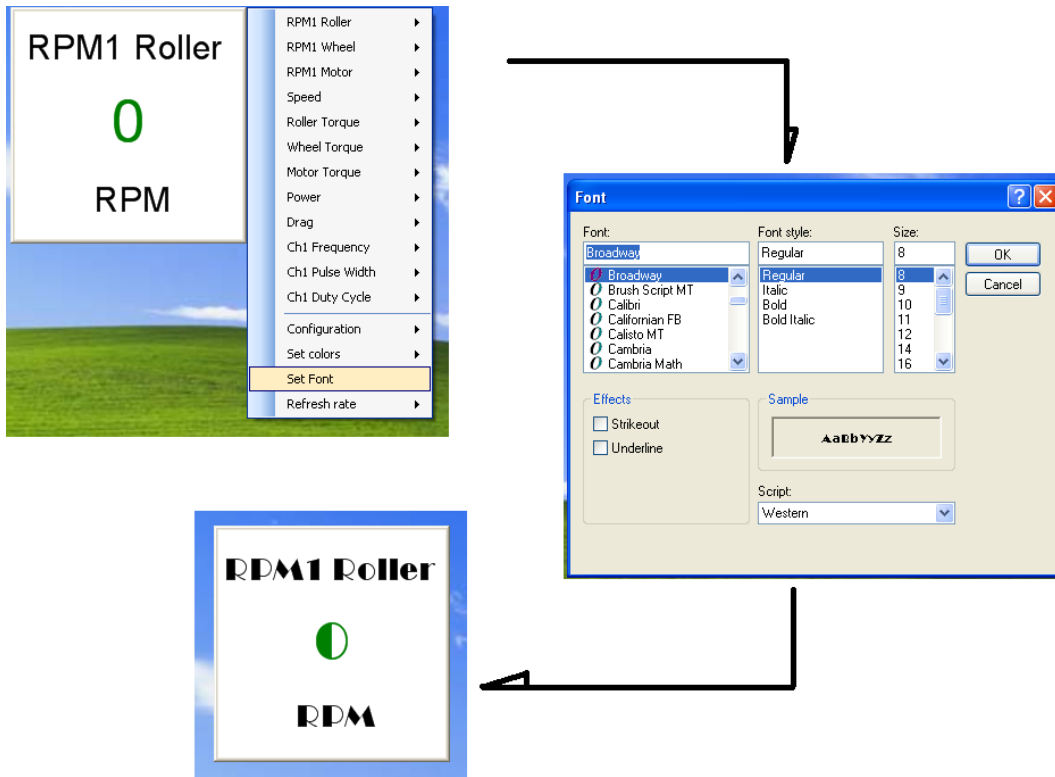 RPM1 Roller
0
RPM
RPM1 Roller
RPM1 Wheel
RPM1 Motor
Speed
Roller Torque
Wheel Torque
Motor Torque
Power
Drag
Ch1 Frequency
Ch1 Pulse Width
Ch1 Duty Cycle
Configuration
Set colors
Set Font
Refresh rate
Font
Font:
Broadway
Broadway
Brush Script MT
Calibri
Californian FB
Calisto MT
Cambria
Cambria Math
Font style:
Regular
Regular
Italic
Bold
Bold Italic
Size:
8
8
9
10
11
12
14
16
OK
Cancel
Effects
Strikeout
Underline
Sample
AaBbYyZz
Script:
Western
RPM1 Roller
0
RPM